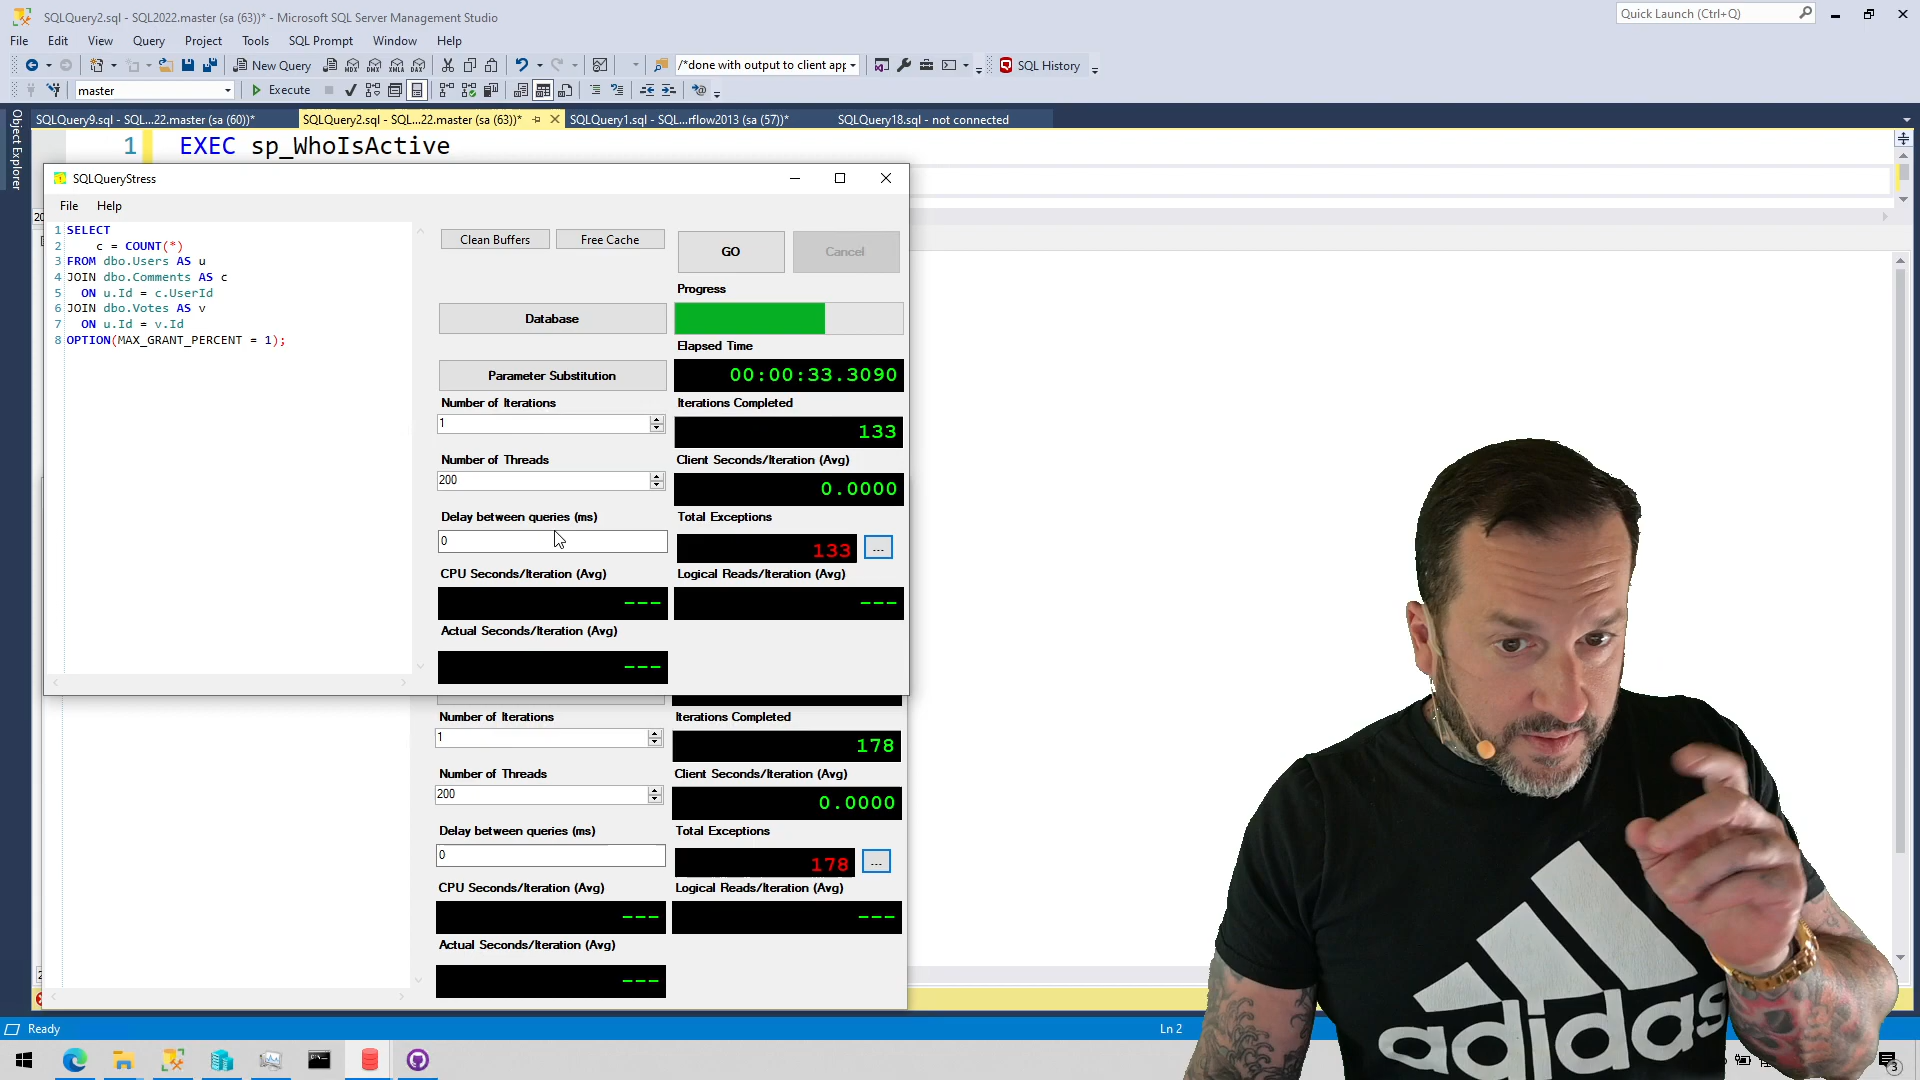 SQLQuery2.sql - SQL2022.master (sa (63))* - Microsoft SQL Server Management Studio
Quick Launch (Ctrl+Q)
File Edit View Query Project Tools SQL Prompt Window Help
New Query
/*done with output to client app
SQL History
master
Execute
SQLQuery9.sql - SQL...22.master (sa (60))*
SQLQuery2.sql - SQL...22.master (sa (63))*
SQLQuery1.sql - SQL...rflow2013 (sa (57))*
SQLQuery18.sql - not connected
Object Explorer
1 EXEC sp_WhoIsActive
SQLQueryStress
File Help
1 SELECT
2 c = COUNT(*)
3 FROM dbo.Users AS u
4 JOIN dbo.Comments AS c
5 ON u.Id = c.UserId
6 JOIN dbo.Votes AS v
7 ON u.Id = v.Id
8 OPTION(MAX_GRANT_PERCENT = 1);
Clean Buffers
Free Cache
GO
Cancel
Progress
Database
Elapsed Time
00:00:33.3090
Parameter Substitution
Number of Iterations
1
Iterations Completed
133
Number of Threads
200
Client Seconds/Iteration (Avg)
0.0000
Delay between queries (ms)
0
Total Exceptions
133
...
CPU Seconds/Iteration (Avg)
---
Logical Reads/Iteration (Avg)
---
Actual Seconds/Iteration (Avg)
---
Number of Iterations
1
Iterations Completed
178
Number of Threads
200
Client Seconds/Iteration (Avg)
0.0000
Delay between queries (ms)
0
Total Exceptions
178
...
CPU Seconds/Iteration (Avg)
---
Logical Reads/Iteration (Avg)
---
Actual Seconds/Iteration (Avg)
---
Ready
Ln 2
adidas
3